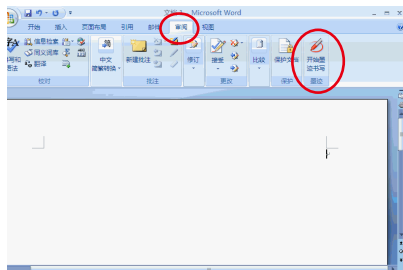 Microsoft Word
开始 插入 页面布局 引用 邮件 审阅 视图
信息检索
同义词库
翻译
中文
简繁转换
新建批注
修订
接受
比较
保护文档
开始墨
迹书写
校对 批注 更改 保护 墨迹